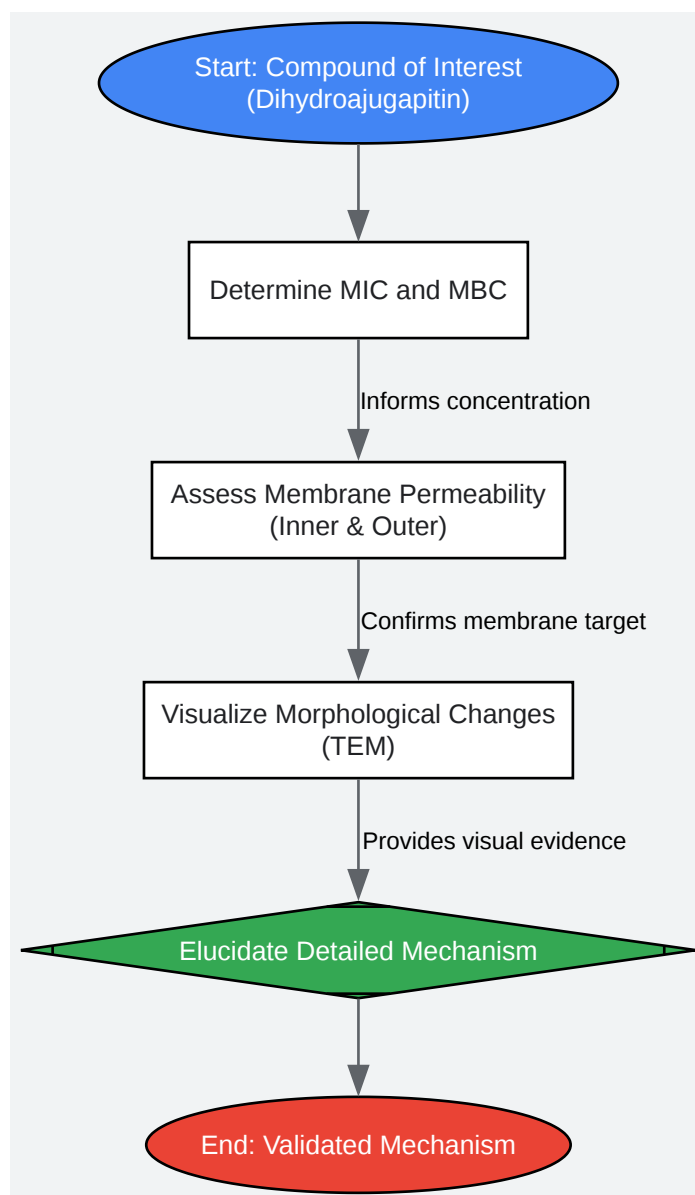 Start: Compound of Interest
(Dihydroajugapitin)
Determine MIC and MBC
Informs concentration
Assess Membrane Permeability
(Inner & Outer)
Confirms membrane target
Visualize Morphological Changes
(TEM)
Provides visual evidence
Elucidate Detailed Mechanism
End: Validated Mechanism